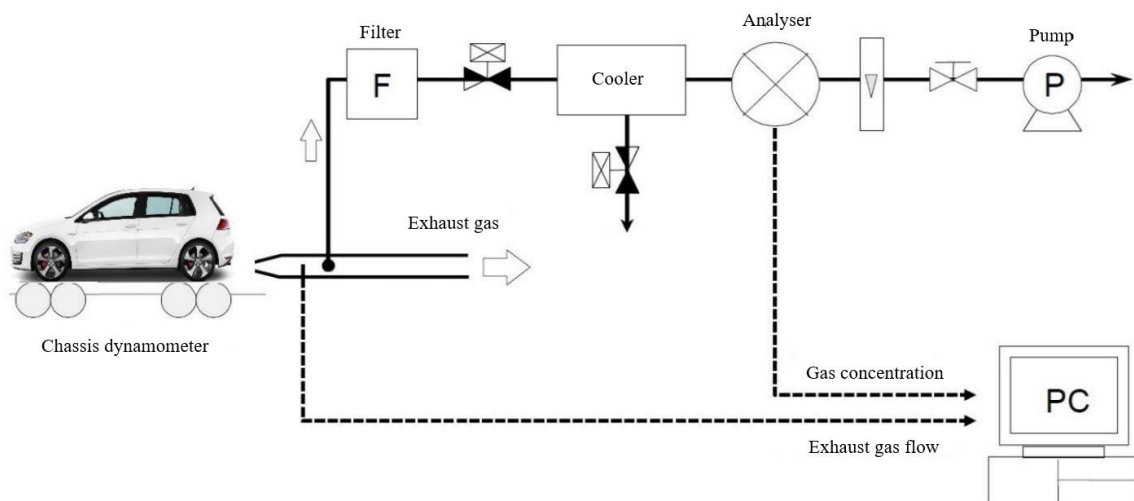 Analyser
Filter
Pump
Cooler
F
P
Exhaust gas
Chassis dynamometer
Gas concentration
PC
Exhaust gas flow